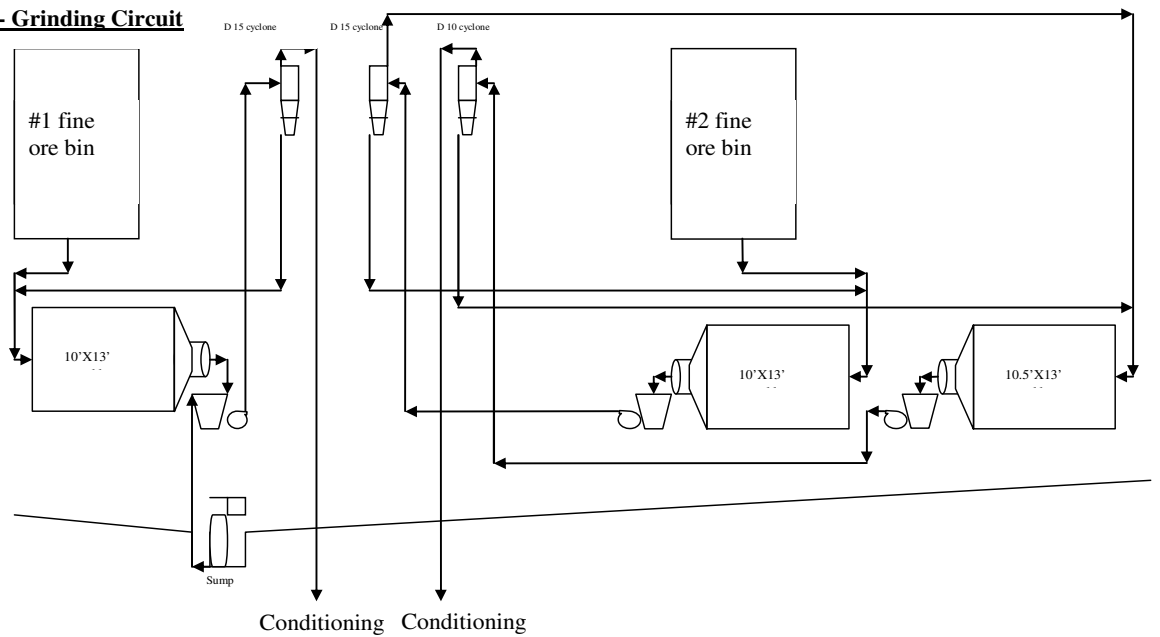 - Grinding Circuit
D 15 cyclone
D 15 cyclone
D 10 cyclone
#1 fine
ore bin
#2 fine
ore bin
10'X13'
10'X13'
10.5'X13'
Sump
Conditioning
Conditioning